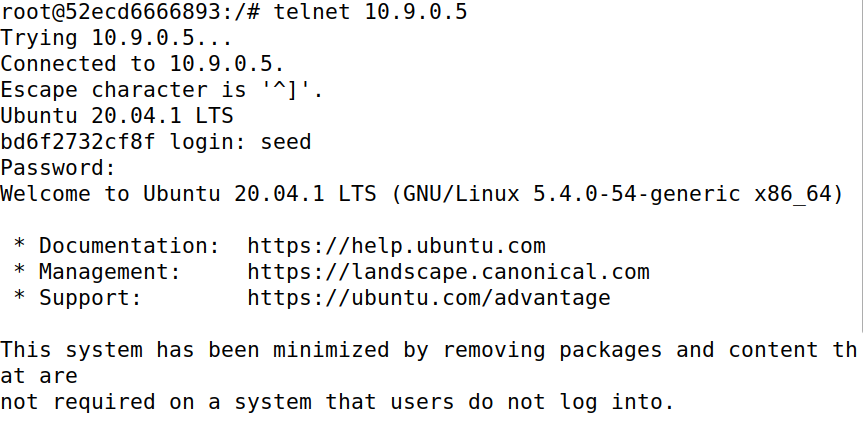 root@52ecd6666893:/# telnet 10.9.0.5
Trying 10.9.0.5...
Connected to 10.9.0.5.
Escape character is '^]'.
Ubuntu 20.04.1 LTS
bd6f2732cf8f login: seed
Password:
Welcome to Ubuntu 20.04.1 LTS (GNU/Linux 5.4.0-54-generic x86_64)
 * Documentation:  https://help.ubuntu.com
 * Management:     https://landscape.canonical.com
 * Support:        https://ubuntu.com/advantage
This system has been minimized by removing packages and content th
at are
not required on a system that users do not log into.